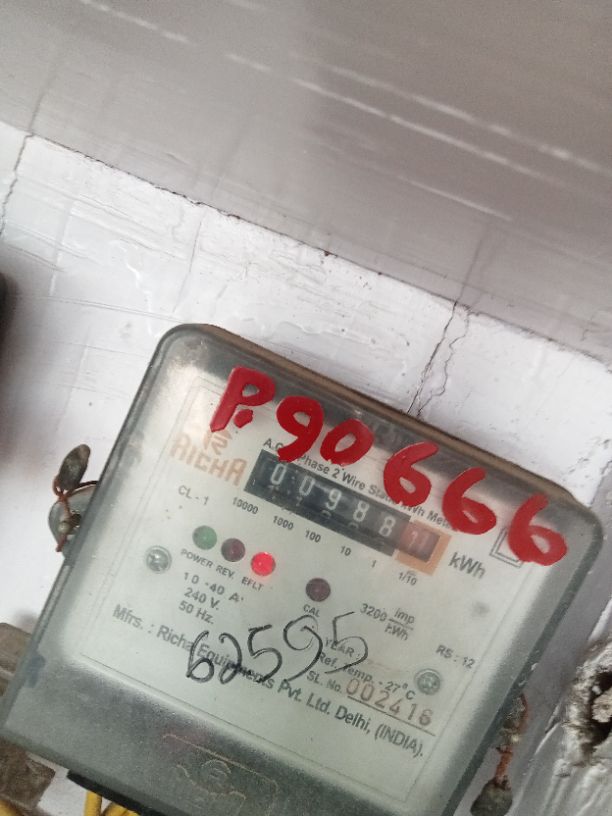 P.90666
RICHA
A.C. Phase 2 Wire Static kWh Meter
00988
kWh
CL-1 10000 1000 100 10 1 1/10
POWER REV. EFLT
CAL
3200 imp/kWh
10-40 A
240 V.
50 Hz.
YEAR:
RS:12
Ref. Temp.-27°C
SL. No. 002416
62595
Mfrs.: Richa Equipments Pvt. Ltd. Delhi, (INDIA).